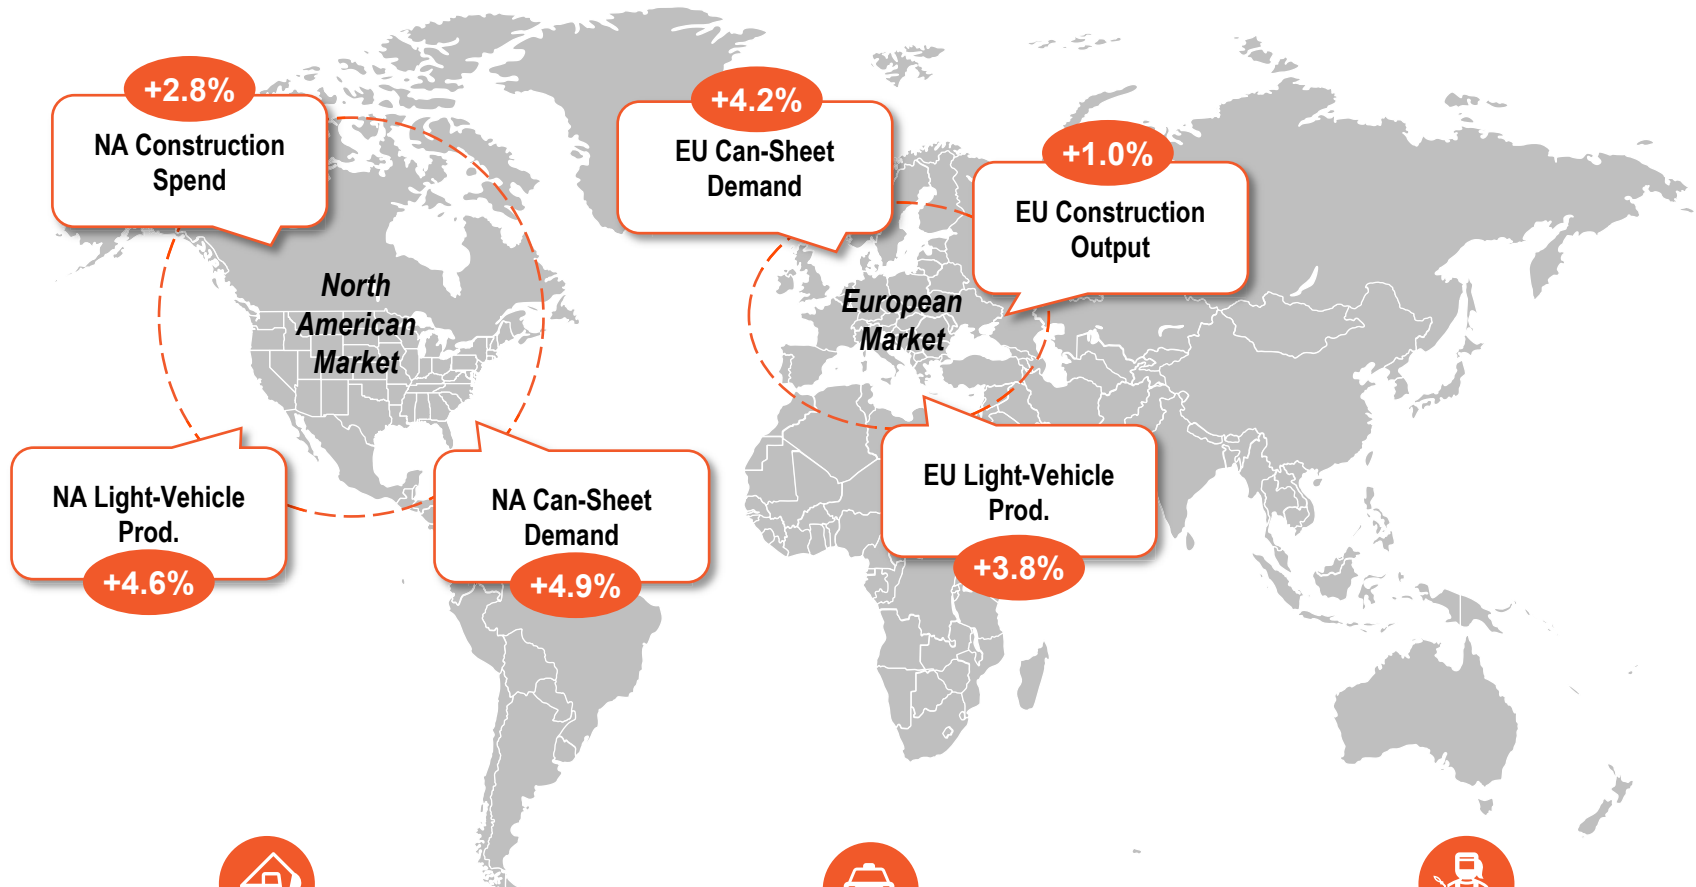 +2.8%
NA Construction
Spend
+4.2%
EU Can-Sheet
Demand
+1.0%
EU Construction
Output
North
American
Market
European
Market
NA Light-Vehicle
Prod.
+4.6%
NA Can-Sheet
Demand
+4.9%
EU Light-Vehicle
Prod.
+3.8%